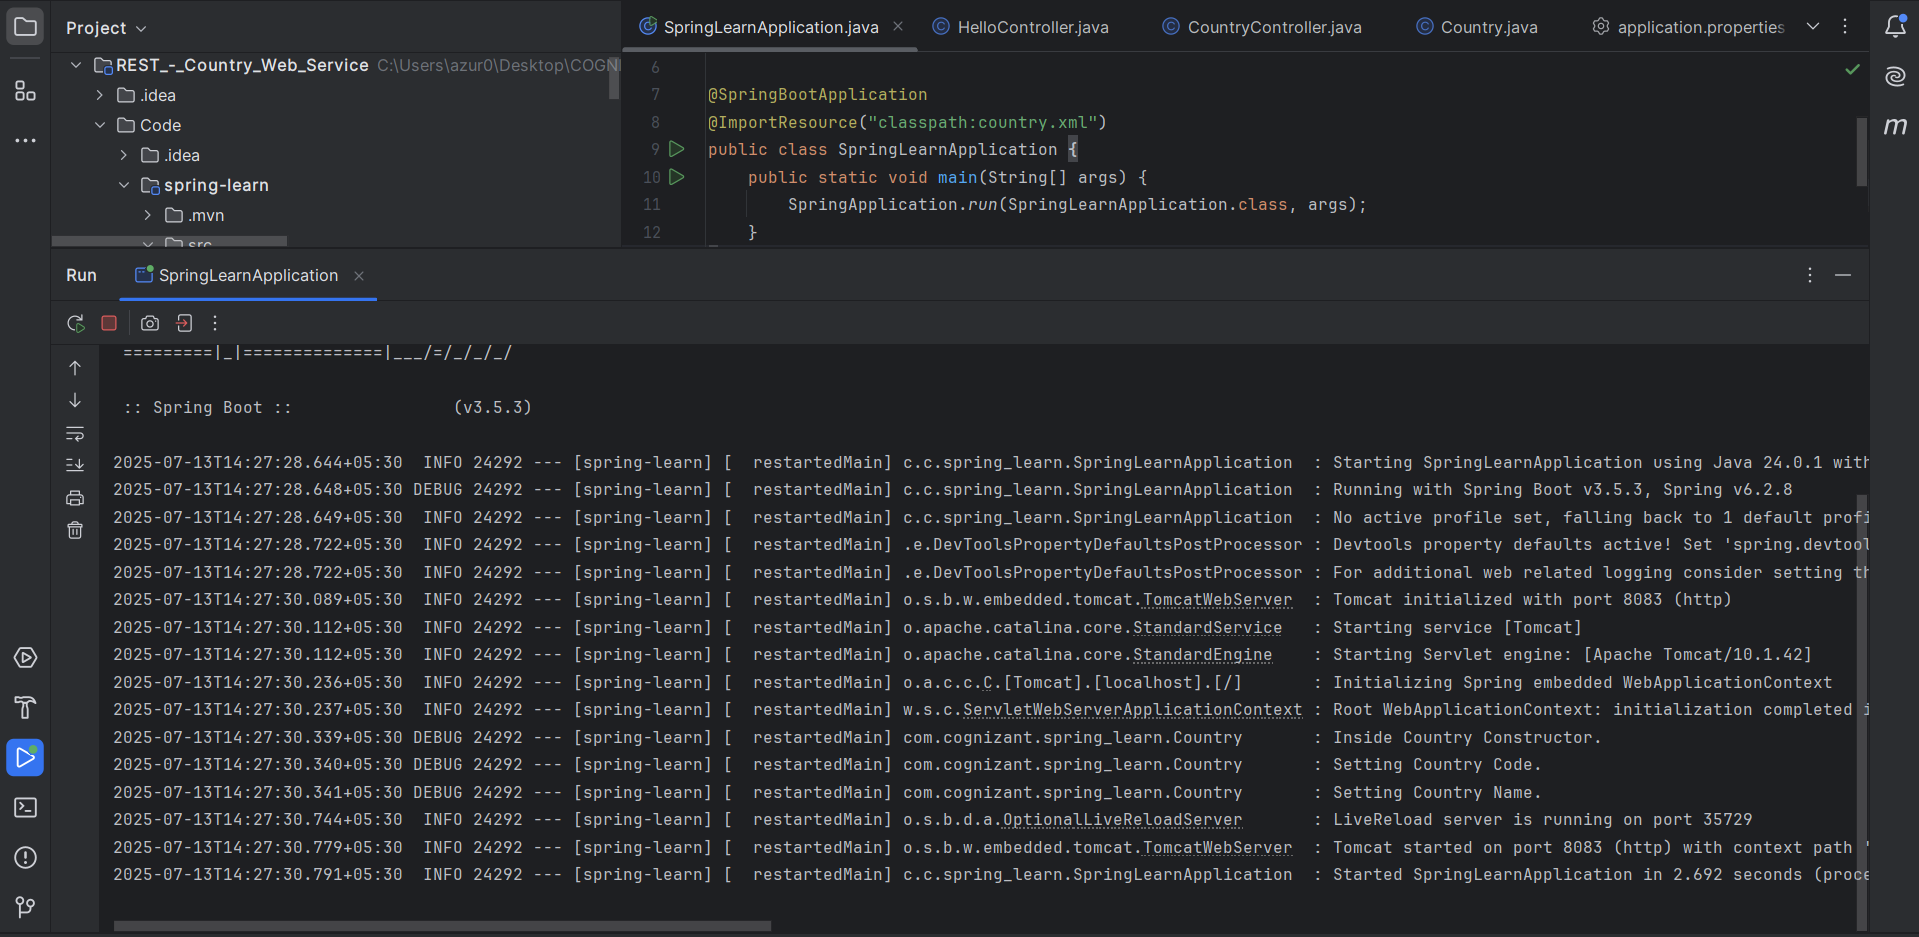 Project
SpringLearnApplication.java
HelloController.java
CountryController.java
Country.java
application.properties
REST_-_Country_Web_Service C:\Users\azur0\Desktop\COGN
.idea
Code
.idea
spring-learn
.mvn
src
6
7 @SpringBootApplication
8 @ImportResource("classpath:country.xml")
9 public class SpringLearnApplication {
10 public static void main(String[] args) {
11 SpringApplication.run(SpringLearnApplication.class, args);
12 }
m
Run
SpringLearnApplication
=========|_|==============|___/=/_/_/_/
:: Spring Boot :: (v3.5.3)
2025-07-13T14:27:28.644+05:30 INFO 24292 --- [spring-learn] [ restartedMain] c.c.spring_learn.SpringLearnApplication : Starting SpringLearnApplication using Java 24.0.1 with
2025-07-13T14:27:28.648+05:30 DEBUG 24292 --- [spring-learn] [ restartedMain] c.c.spring_learn.SpringLearnApplication : Running with Spring Boot v3.5.3, Spring v6.2.8
2025-07-13T14:27:28.649+05:30 INFO 24292 --- [spring-learn] [ restartedMain] c.c.spring_learn.SpringLearnApplication : No active profile set, falling back to 1 default profi
2025-07-13T14:27:28.722+05:30 INFO 24292 --- [spring-learn] [ restartedMain] .e.DevToolsPropertyDefaultsPostProcessor : Devtools property defaults active! Set 'spring.devtool
2025-07-13T14:27:28.722+05:30 INFO 24292 --- [spring-learn] [ restartedMain] .e.DevToolsPropertyDefaultsPostProcessor : For additional web related logging consider setting th
2025-07-13T14:27:30.089+05:30 INFO 24292 --- [spring-learn] [ restartedMain] o.s.b.w.embedded.tomcat.TomcatWebServer : Tomcat initialized with port 8083 (http)
2025-07-13T14:27:30.112+05:30 INFO 24292 --- [spring-learn] [ restartedMain] o.apache.catalina.core.StandardService : Starting service [Tomcat]
2025-07-13T14:27:30.112+05:30 INFO 24292 --- [spring-learn] [ restartedMain] o.apache.catalina.core.StandardEngine : Starting Servlet engine: [Apache Tomcat/10.1.42]
2025-07-13T14:27:30.236+05:30 INFO 24292 --- [spring-learn] [ restartedMain] o.a.c.c.C.[Tomcat].[localhost].[/] : Initializing Spring embedded WebApplicationContext
2025-07-13T14:27:30.237+05:30 INFO 24292 --- [spring-learn] [ restartedMain] w.s.c.ServletWebServerApplicationContext : Root WebApplicationContext: initialization completed i
2025-07-13T14:27:30.339+05:30 DEBUG 24292 --- [spring-learn] [ restartedMain] com.cognizant.spring_learn.Country : Inside Country Constructor.
2025-07-13T14:27:30.340+05:30 DEBUG 24292 --- [spring-learn] [ restartedMain] com.cognizant.spring_learn.Country : Setting Country Code.
2025-07-13T14:27:30.341+05:30 DEBUG 24292 --- [spring-learn] [ restartedMain] com.cognizant.spring_learn.Country : Setting Country Name.
2025-07-13T14:27:30.744+05:30 INFO 24292 --- [spring-learn] [ restartedMain] o.s.b.d.a.OptionalLiveReloadServer : LiveReload server is running on port 35729
2025-07-13T14:27:30.779+05:30 INFO 24292 --- [spring-learn] [ restartedMain] o.s.b.w.embedded.tomcat.TomcatWebServer : Tomcat started on port 8083 (http) with context path '
2025-07-13T14:27:30.791+05:30 INFO 24292 --- [spring-learn] [ restartedMain] c.c.spring_learn.SpringLearnApplication : Started SpringLearnApplication in 2.692 seconds (proce